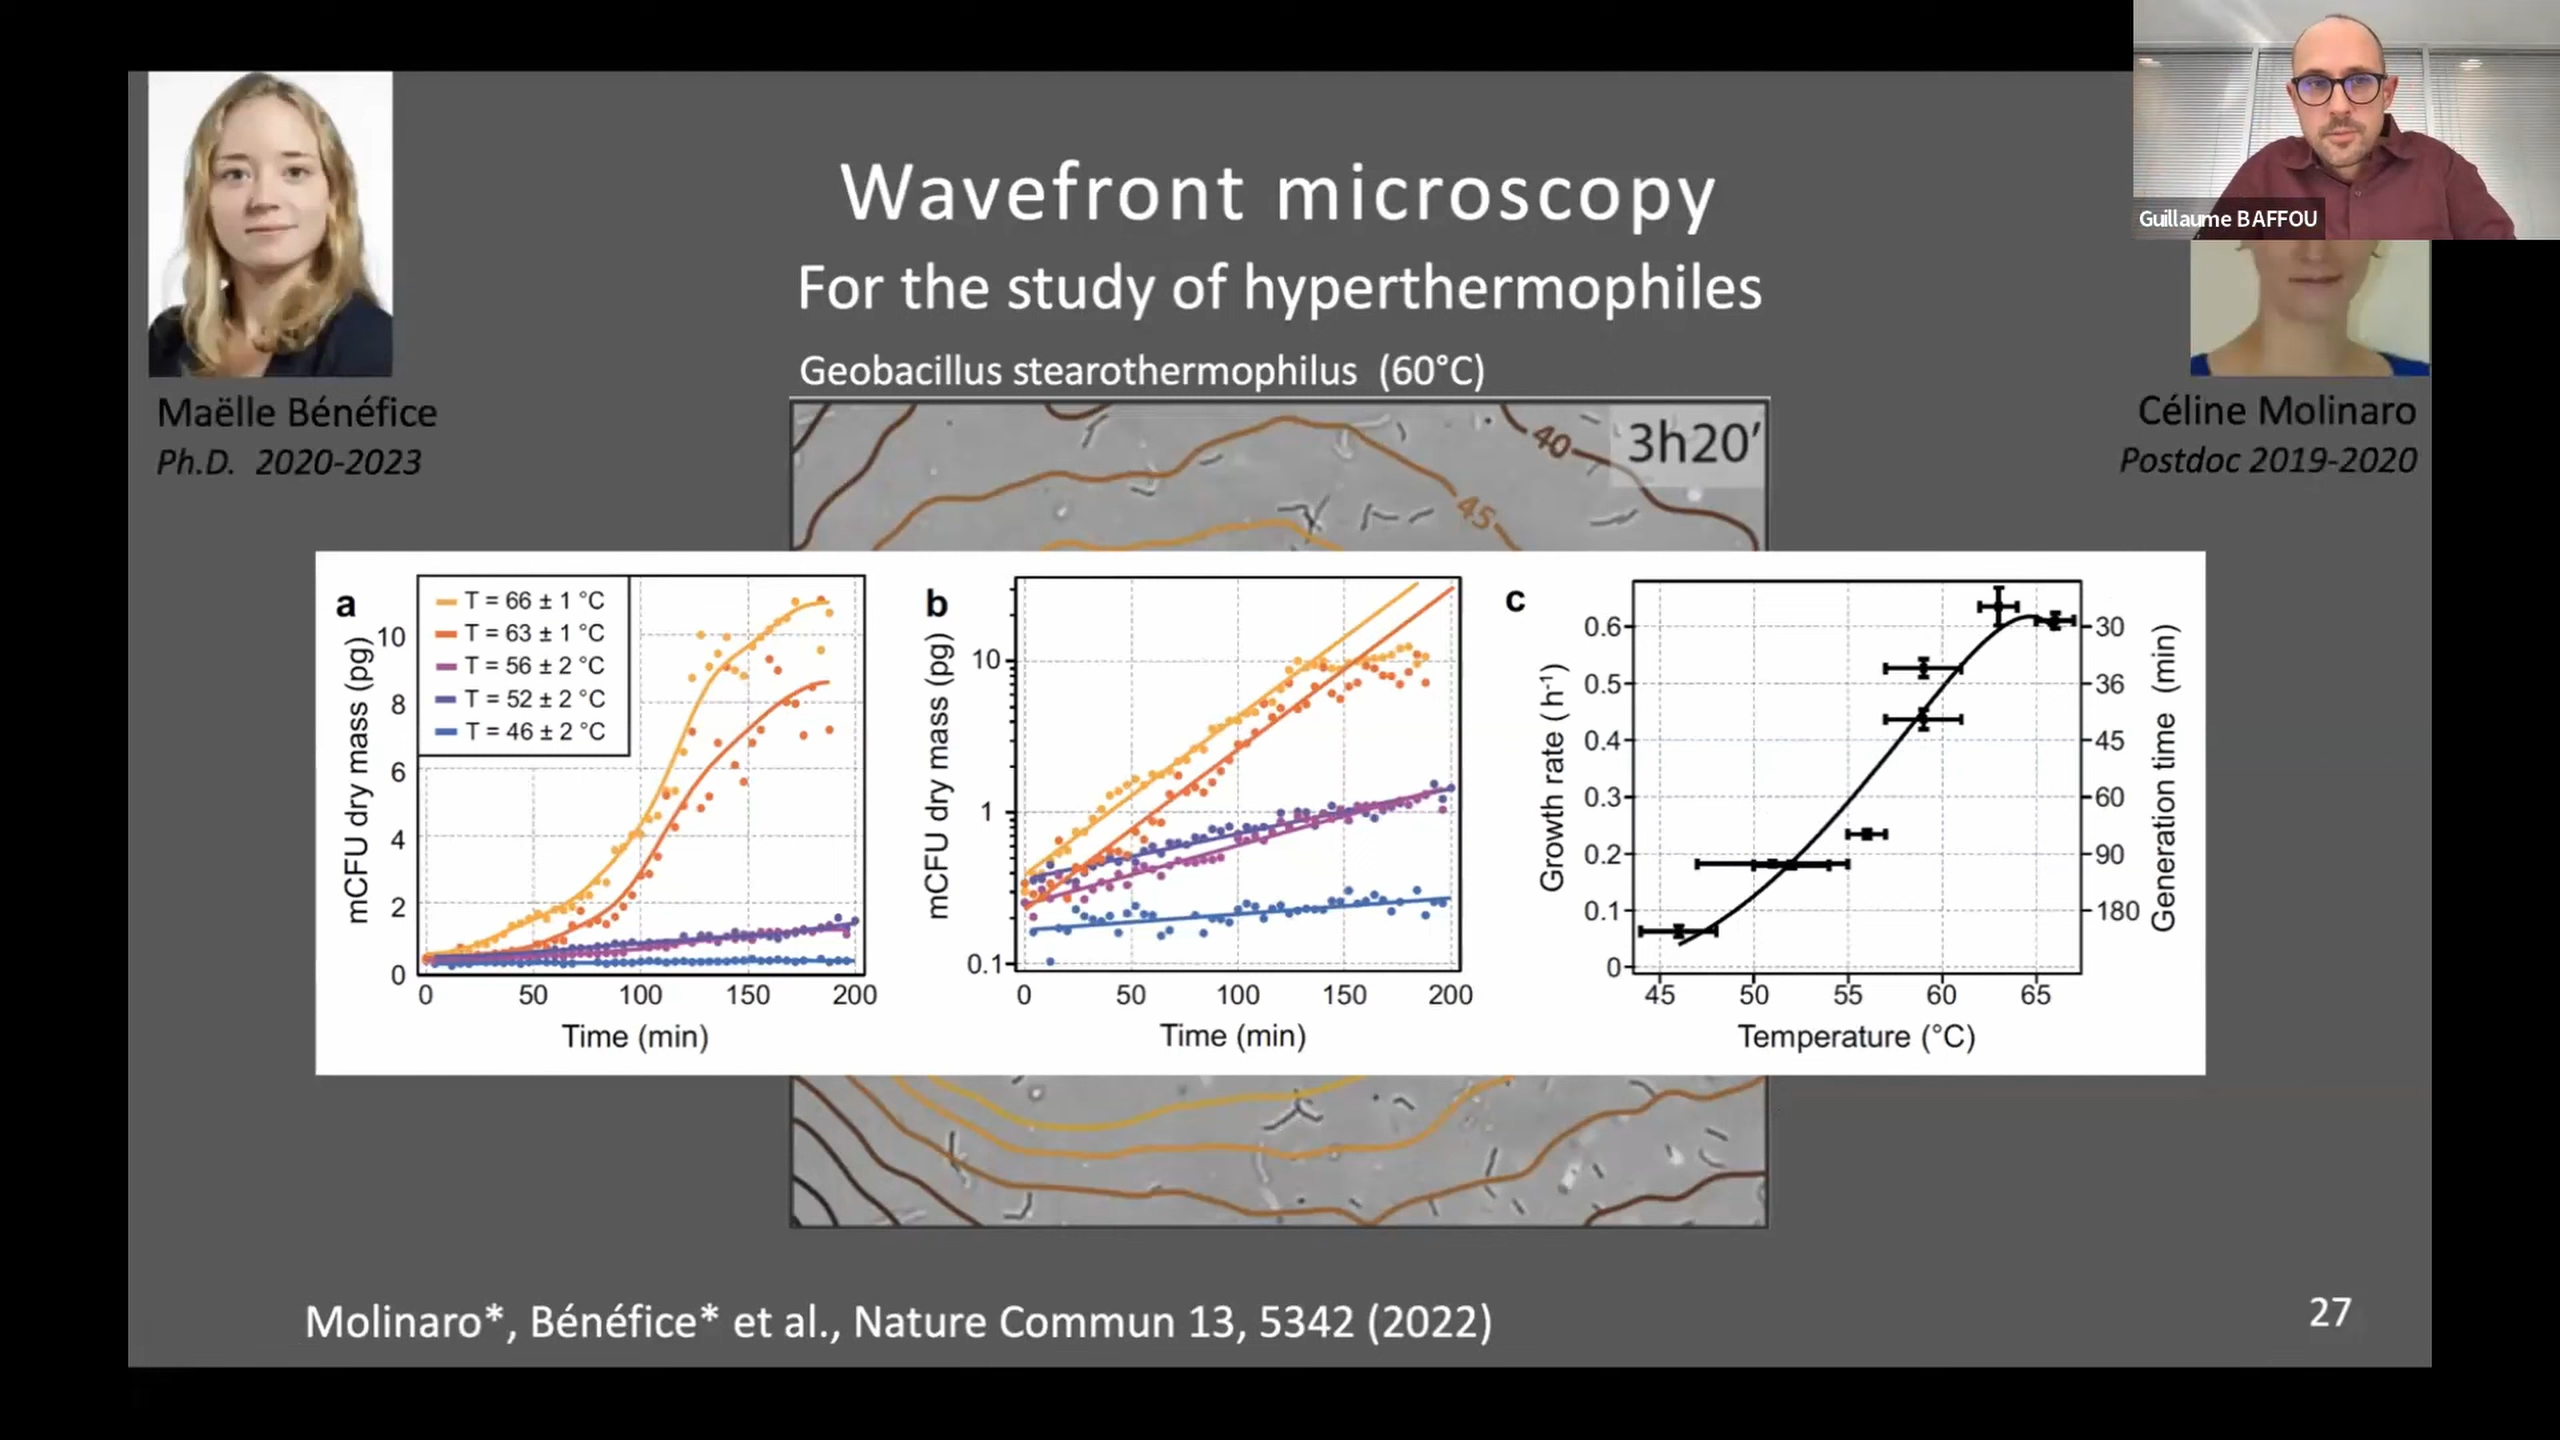 Guillaume BAFFOU
Wavefront microscopy
For the study of hyperthermophiles
Geobacillus stearothermophilus (60°C)
Maëlle Bénéfice
Ph.D. 2020-2023
Céline Molinaro
Postdoc 2019-2020
40
3h20’
45
a
T = 66 ± 1 °C
T = 63 ± 1 °C
T = 56 ± 2 °C
T = 52 ± 2 °C
T = 46 ± 2 °C
mCFU dry mass (pg)
10
8
6
4
2
0
0 50 100 150 200
Time (min)
b
mCFU dry mass (pg)
10
1
0.1
0 50 100 150 200
Time (min)
c
Growth rate ( h⁻¹)
0.6
0.5
0.4
0.3
0.2
0.1
0
45 50 55 60 65
Temperature (°C)
30
36
45
60
90
180
Generation time (min)
Molinaro*, Bénéfice* et al., Nature Commun 13, 5342 (2022)
27